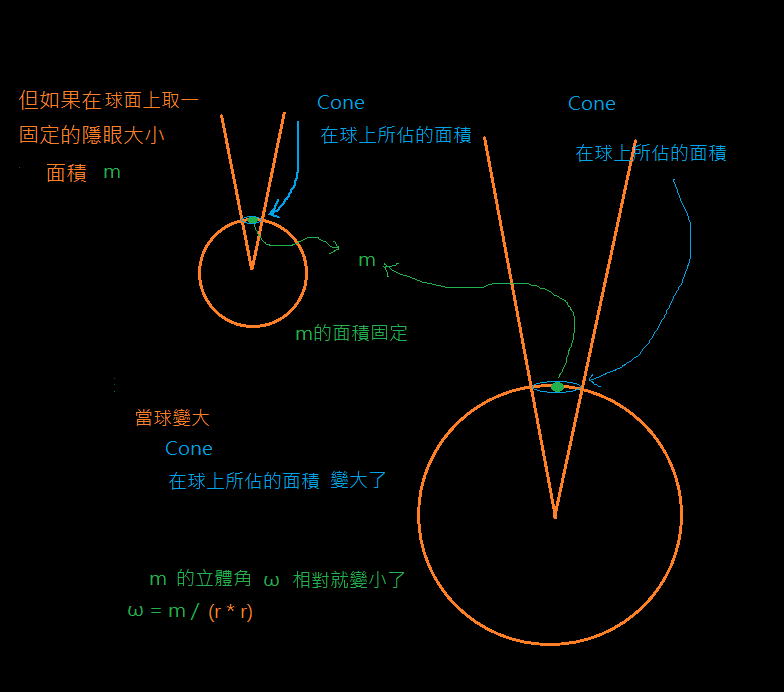 但如果在球面上取一
固定的隱眼大小
面積 m
Cone
在球上所佔的面積
Cone
在球上所佔的面積
m
m的面積固定
當球變大
Cone
在球上所佔的面積 變大了
m 的立體角 ω 相對就變小了
ω = m / (r * r)